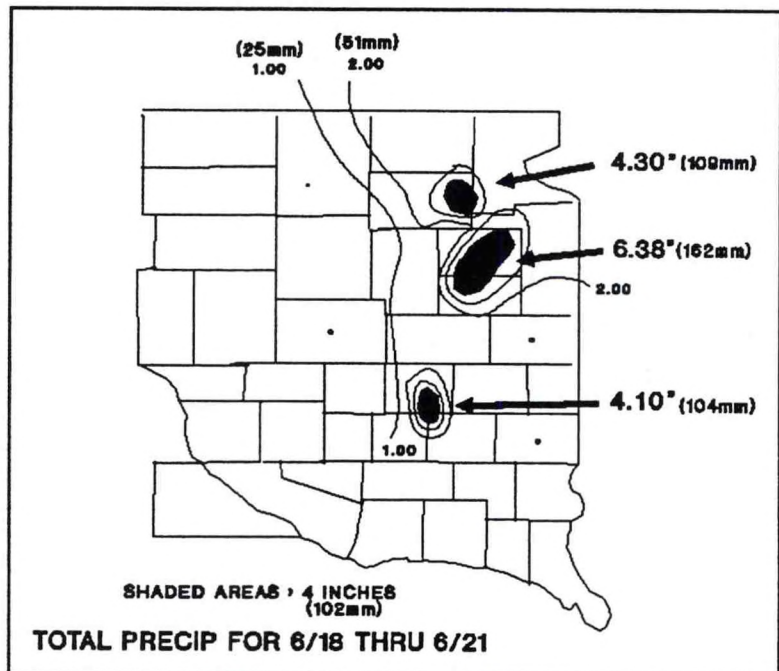 (25mm)
1.00
(51mm)
2.00
4.30" (109mm)
6.38" (162mm)
2.00
4.10" (104mm)
1.00
SHADED AREAS > 4 INCHES
(102mm)
TOTAL PRECIP FOR 6/18 THRU 6/21